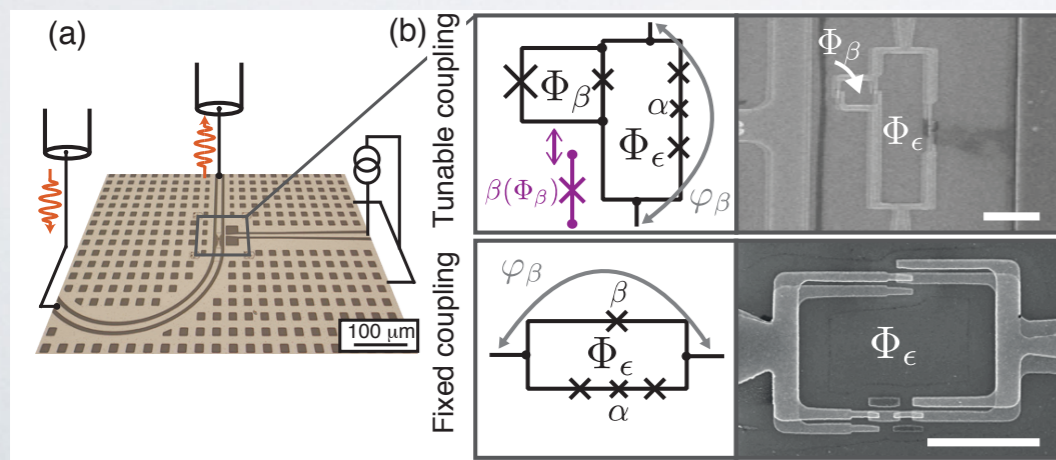 (a)
100 μm
(b)
Tunable coupling
Φβ
Φϵ
α
β(Φβ)
φβ
Φβ
Φϵ
Fixed coupling
φβ
β
Φϵ
α
Φϵ